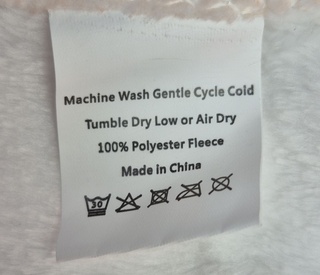 Machine Wash Gentle Cycle Cold
Tumble Dry Low or Air Dry
100% Polyester Fleece
Made in China
30